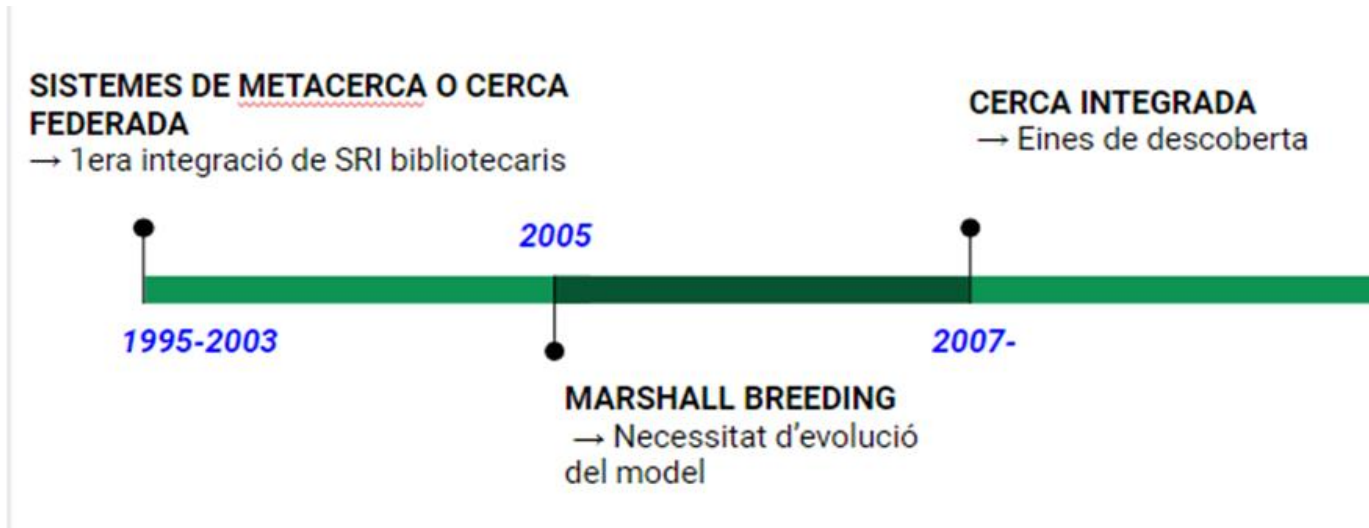 SISTEMES DE METACERCA O CERCA
FEDERADA
→ 1era integració de SRI bibliotecaris
CERCA INTEGRADA
→ Eines de descoberta
2005
1995-2003
2007-
MARSHALL BREEDING
→ Necessitat d’evolució
del model